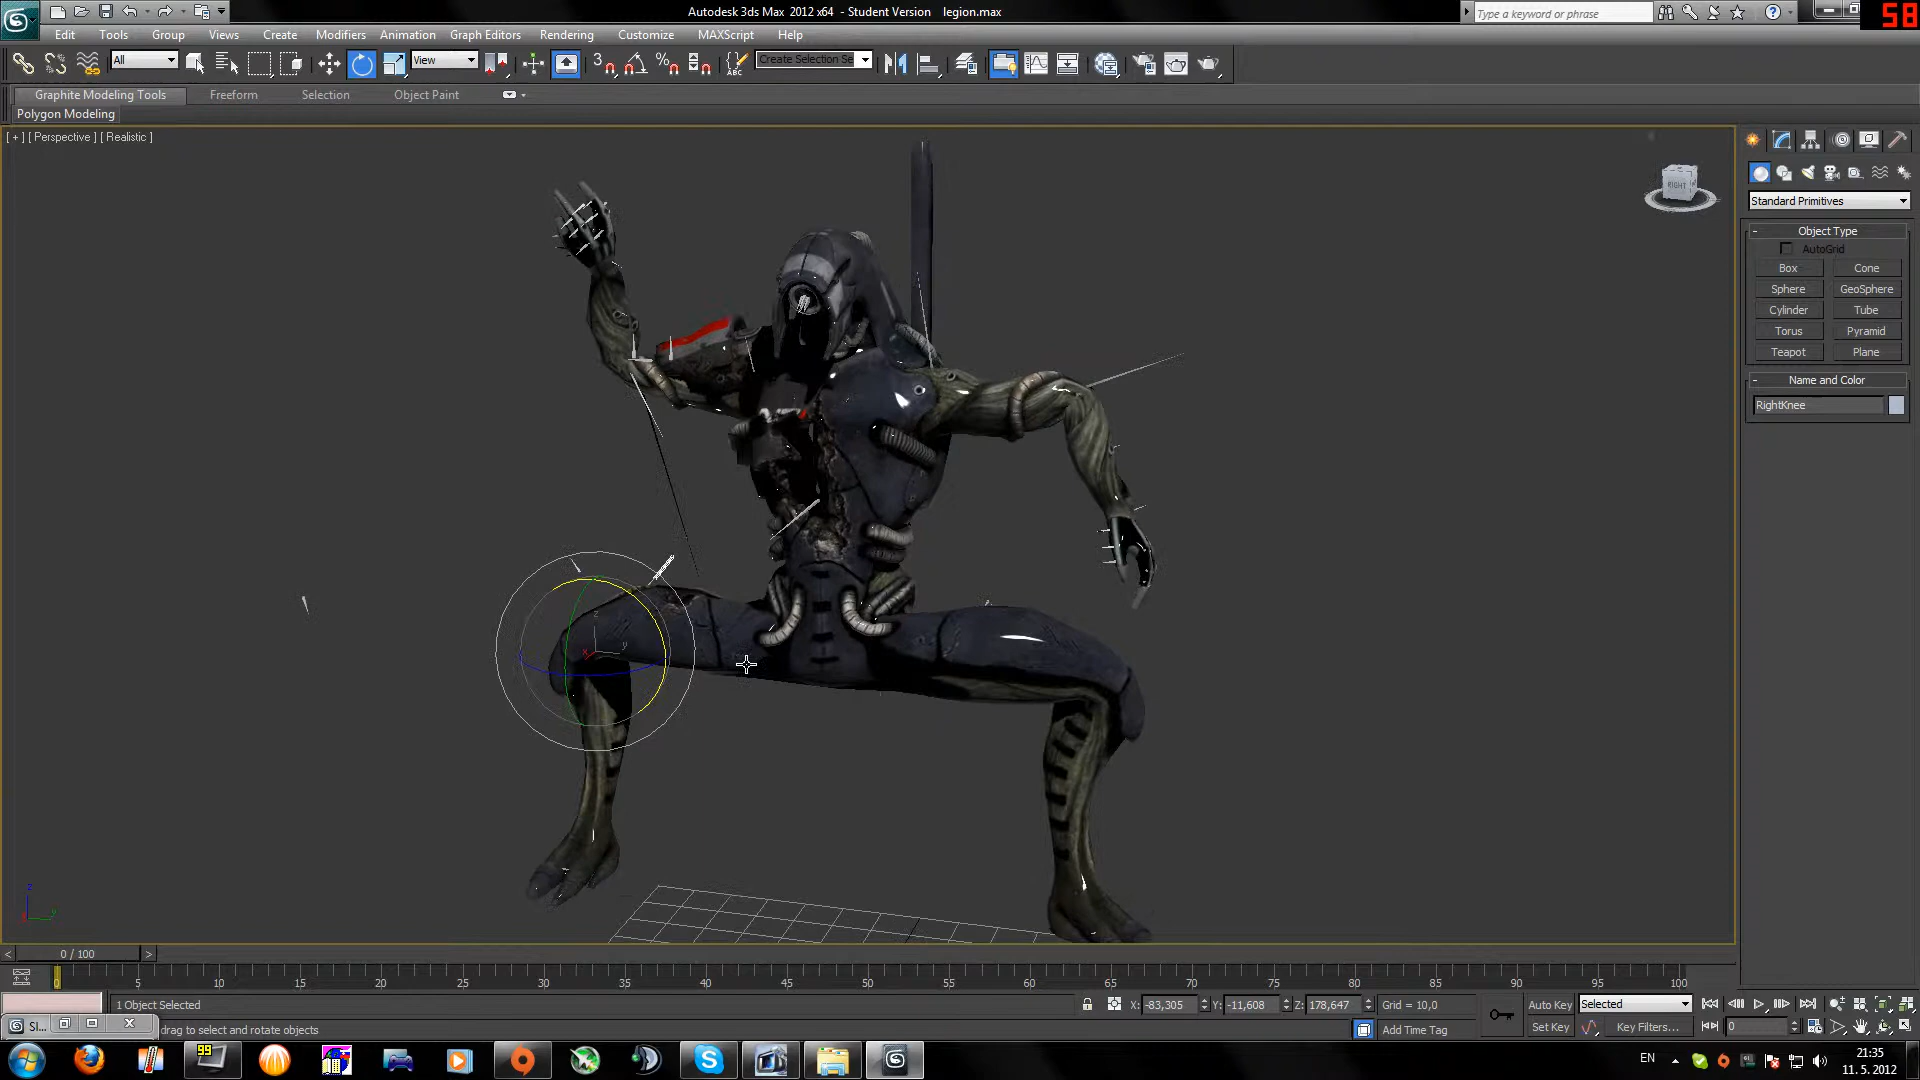 Autodesk 3ds Max 2012 x64 - Student Version legion.max
Type a keyword or phrase
58
Edit Tools Group Views Create Modifiers Animation Graph Editors Rendering Customize MAXScript Help
All
View
3
Create Selection Se
Graphite Modeling Tools Freeform Selection Object Paint
Polygon Modeling
[ + ] [ Perspective ] [ Realistic ]
RIGHT
Standard Primitives
- Object Type
AutoGrid
Box Cone
Sphere GeoSphere
Cylinder Tube
Torus Pyramid
Teapot Plane
- Name and Color
RightKnee
z
x y
z
y
< 0 / 100 >
0 5 10 15 20 25 30 35 40 45 50 55 60 65 70 75 80 85 90 95 100
1 Object Selected X: -83,305 Y: -11,608 Z: 178,647 Grid = 10,0 Auto Key Selected
Sl... drag to select and rotate objects Add Time Tag Set Key Key Filters... 0
99
EN
21:35
11. 5. 2012